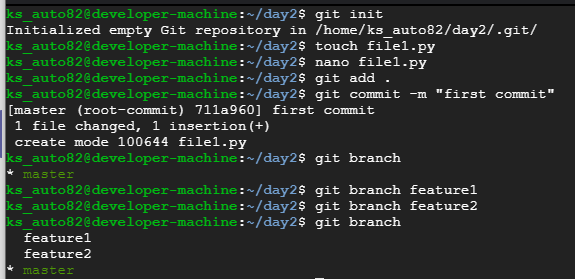 ks_auto82@developer-machine:~/day2$ git init
Initialized empty Git repository in /home/ks_auto82/day2/.git/
ks_auto82@developer-machine:~/day2$ touch file1.py
ks_auto82@developer-machine:~/day2$ nano file1.py
ks_auto82@developer-machine:~/day2$ git add .
ks_auto82@developer-machine:~/day2$ git commit -m "first commit"
[master (root-commit) 711a960] first commit
 1 file changed, 1 insertion(+)
 create mode 100644 file1.py
ks_auto82@developer-machine:~/day2$ git branch
* master
ks_auto82@developer-machine:~/day2$ git branch feature1
ks_auto82@developer-machine:~/day2$ git branch feature2
ks_auto82@developer-machine:~/day2$ git branch
  feature1
  feature2
* master